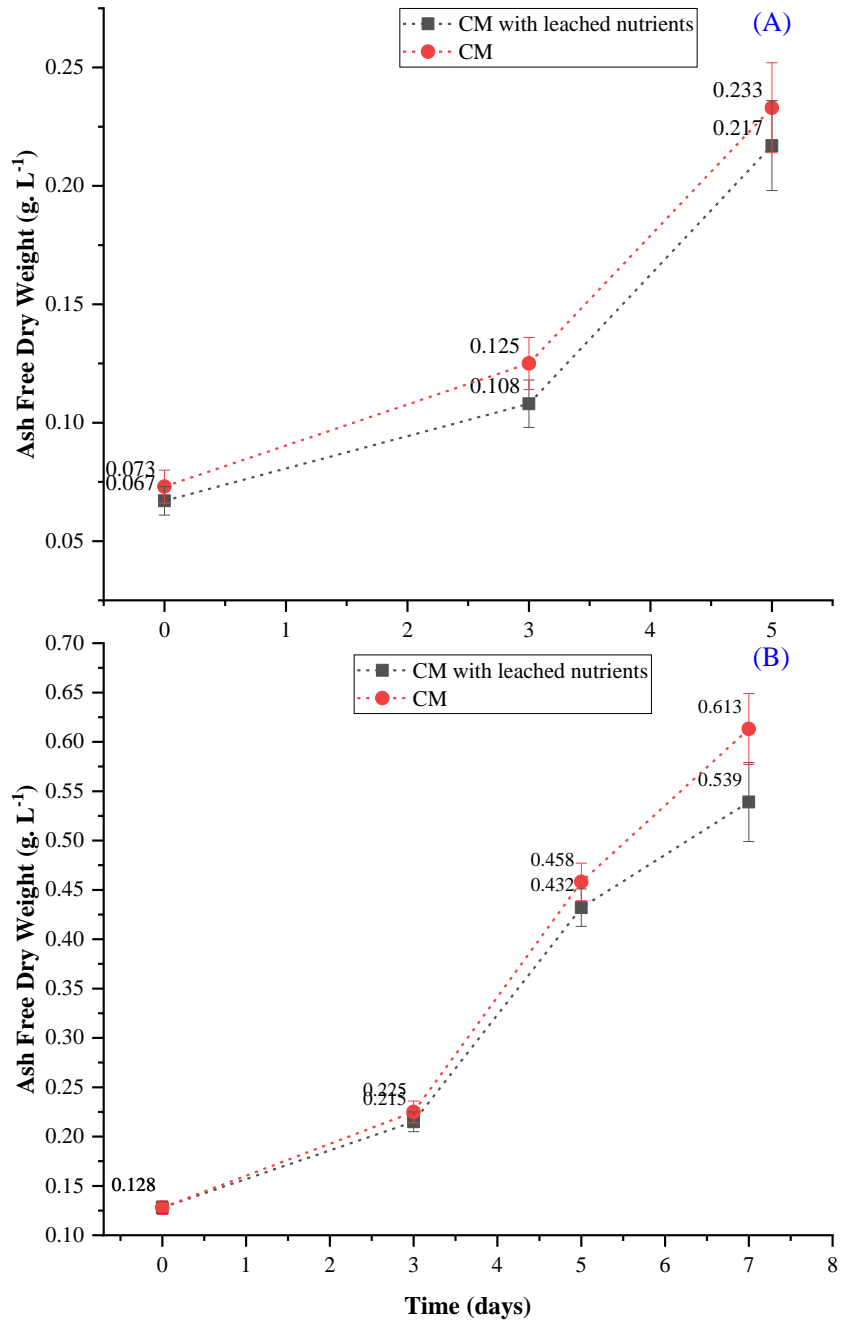 CM with leached nutrients
CM
(A)
Ash Free Dry Weight (g. L-1)
0.25
0.20
0.15
0.10
0.05
0.233
0.217
0.125
0.108
0.073
0.067
0 1 2 3 4 5
CM with leached nutrients
CM
(B)
Ash Free Dry Weight (g. L-1)
0.70
0.65
0.60
0.55
0.50
0.45
0.40
0.35
0.30
0.25
0.20
0.15
0.10
0.613
0.539
0.458
0.432
0.225
0.215
0.128
0 1 2 3 4 5 6 7 8
Time (days)